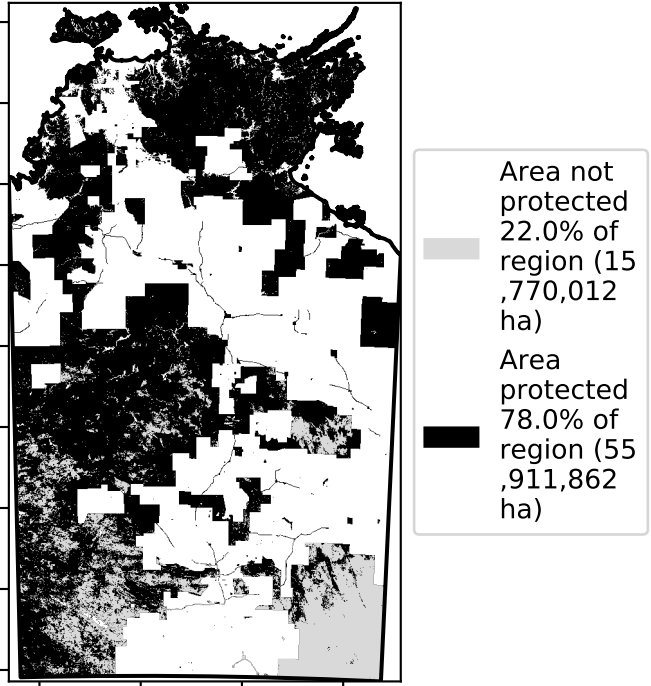 Area not
protected
22.0% of
region (15
,770,012
ha)
Area
protected
78.0% of
region (55
,911,862
ha)